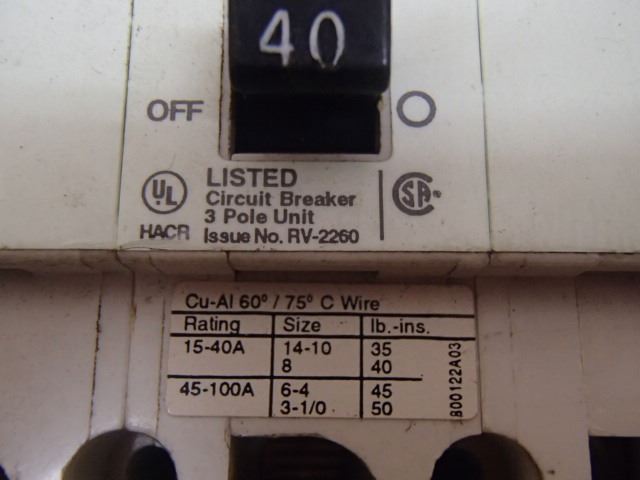 40
OFF
UL LISTED
Circuit Breaker
3 Pole Unit
HACR Issue No. RV-2260
SA
Cu-Al 60° / 75° C Wire
Rating Size lb.-ins.
15-40A 14-10 35
8 40
45-100A 6-4 45
3-1/0 50
800122A03